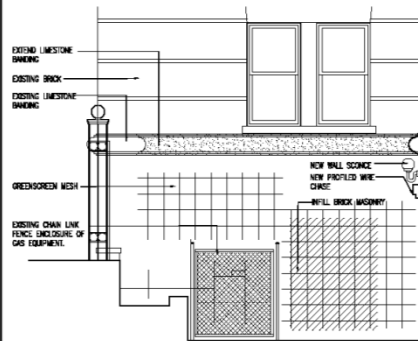 EXTEND LIMESTONE
BANDING
EXISTING BRICK
EXISTING LIMESTONE
BANDING
GREENSCREEN MESH
EXISTING CHAIN LINK
FENCE ENCLOSURE OF
GAS EQUIPMENT.
NEW WALL SCONCE
NEW PROFILED WIRE
CHASE
INFILL BRICK MASONRY